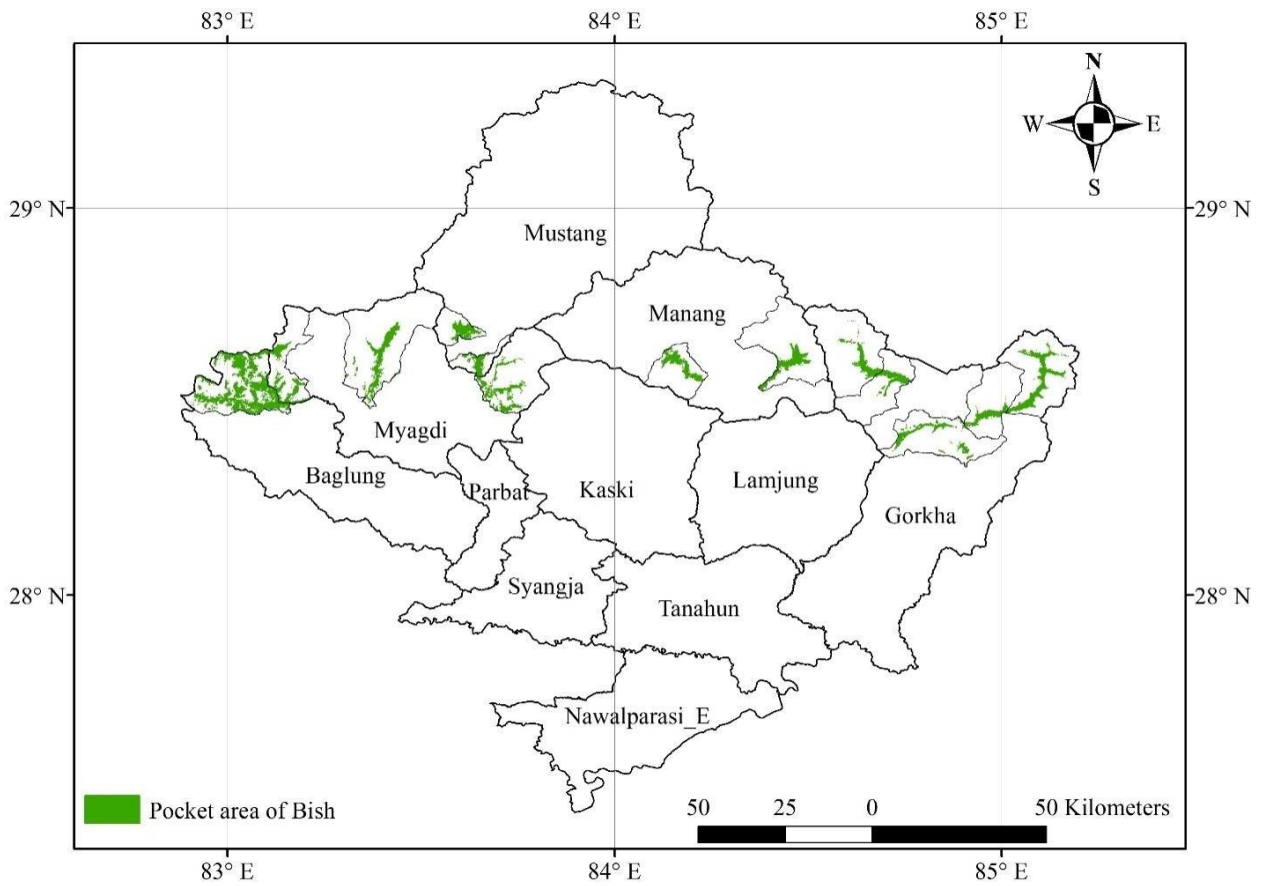 83° E 84° E 85° E
N
W E
S
29° N 29° N
Mustang
Manang
Myagdi
Baglung
Parbat
Kaski
Lamjung
Gorkha
Syangja
Tanahun
28° N 28° N
Nawalparasi_E
Pocket area of Bish
50 25 0 50 Kilometers
83° E 84° E 85° E